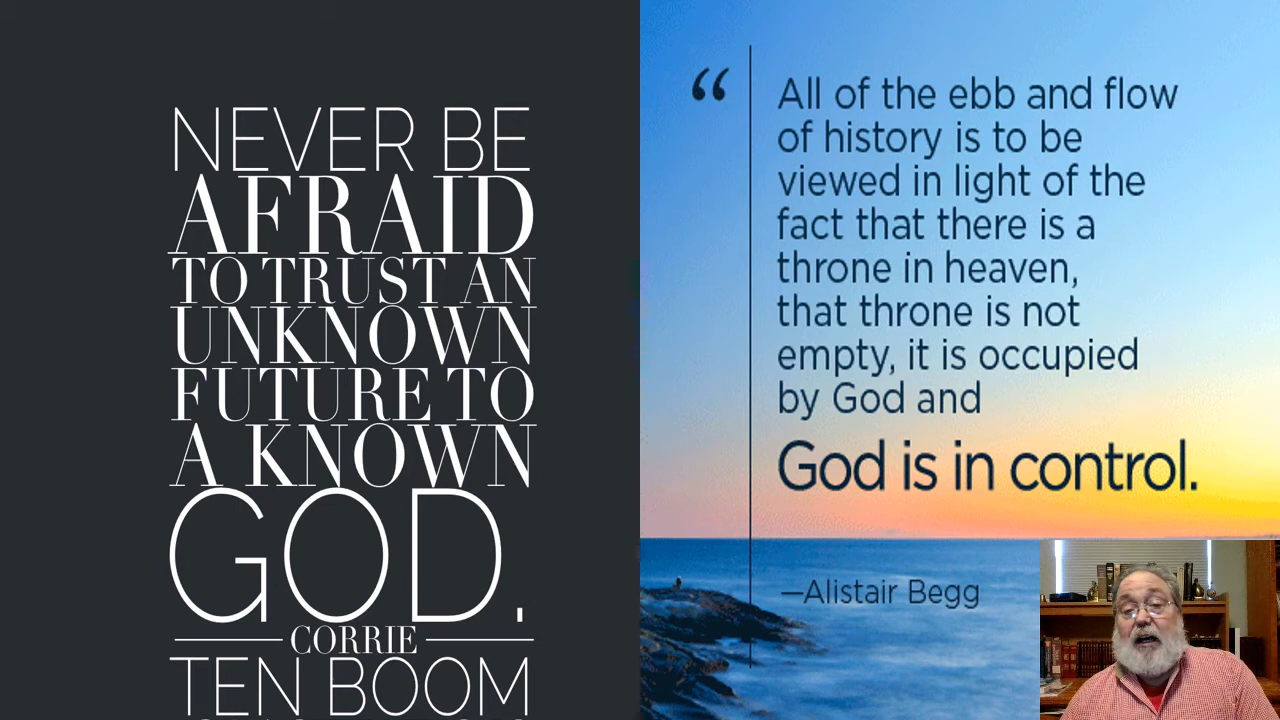 NEVER BE
AFRAID
TO TRUST AN
UNKNOWN
FUTURE TO
A KNOWN
GOD.
CORRIE
TEN BOOM
“
All of the ebb and flow
of history is to be
viewed in light of the
fact that there is a
throne in heaven,
that throne is not
empty, it is occupied
by God and
God is in control.
—Alistair Begg